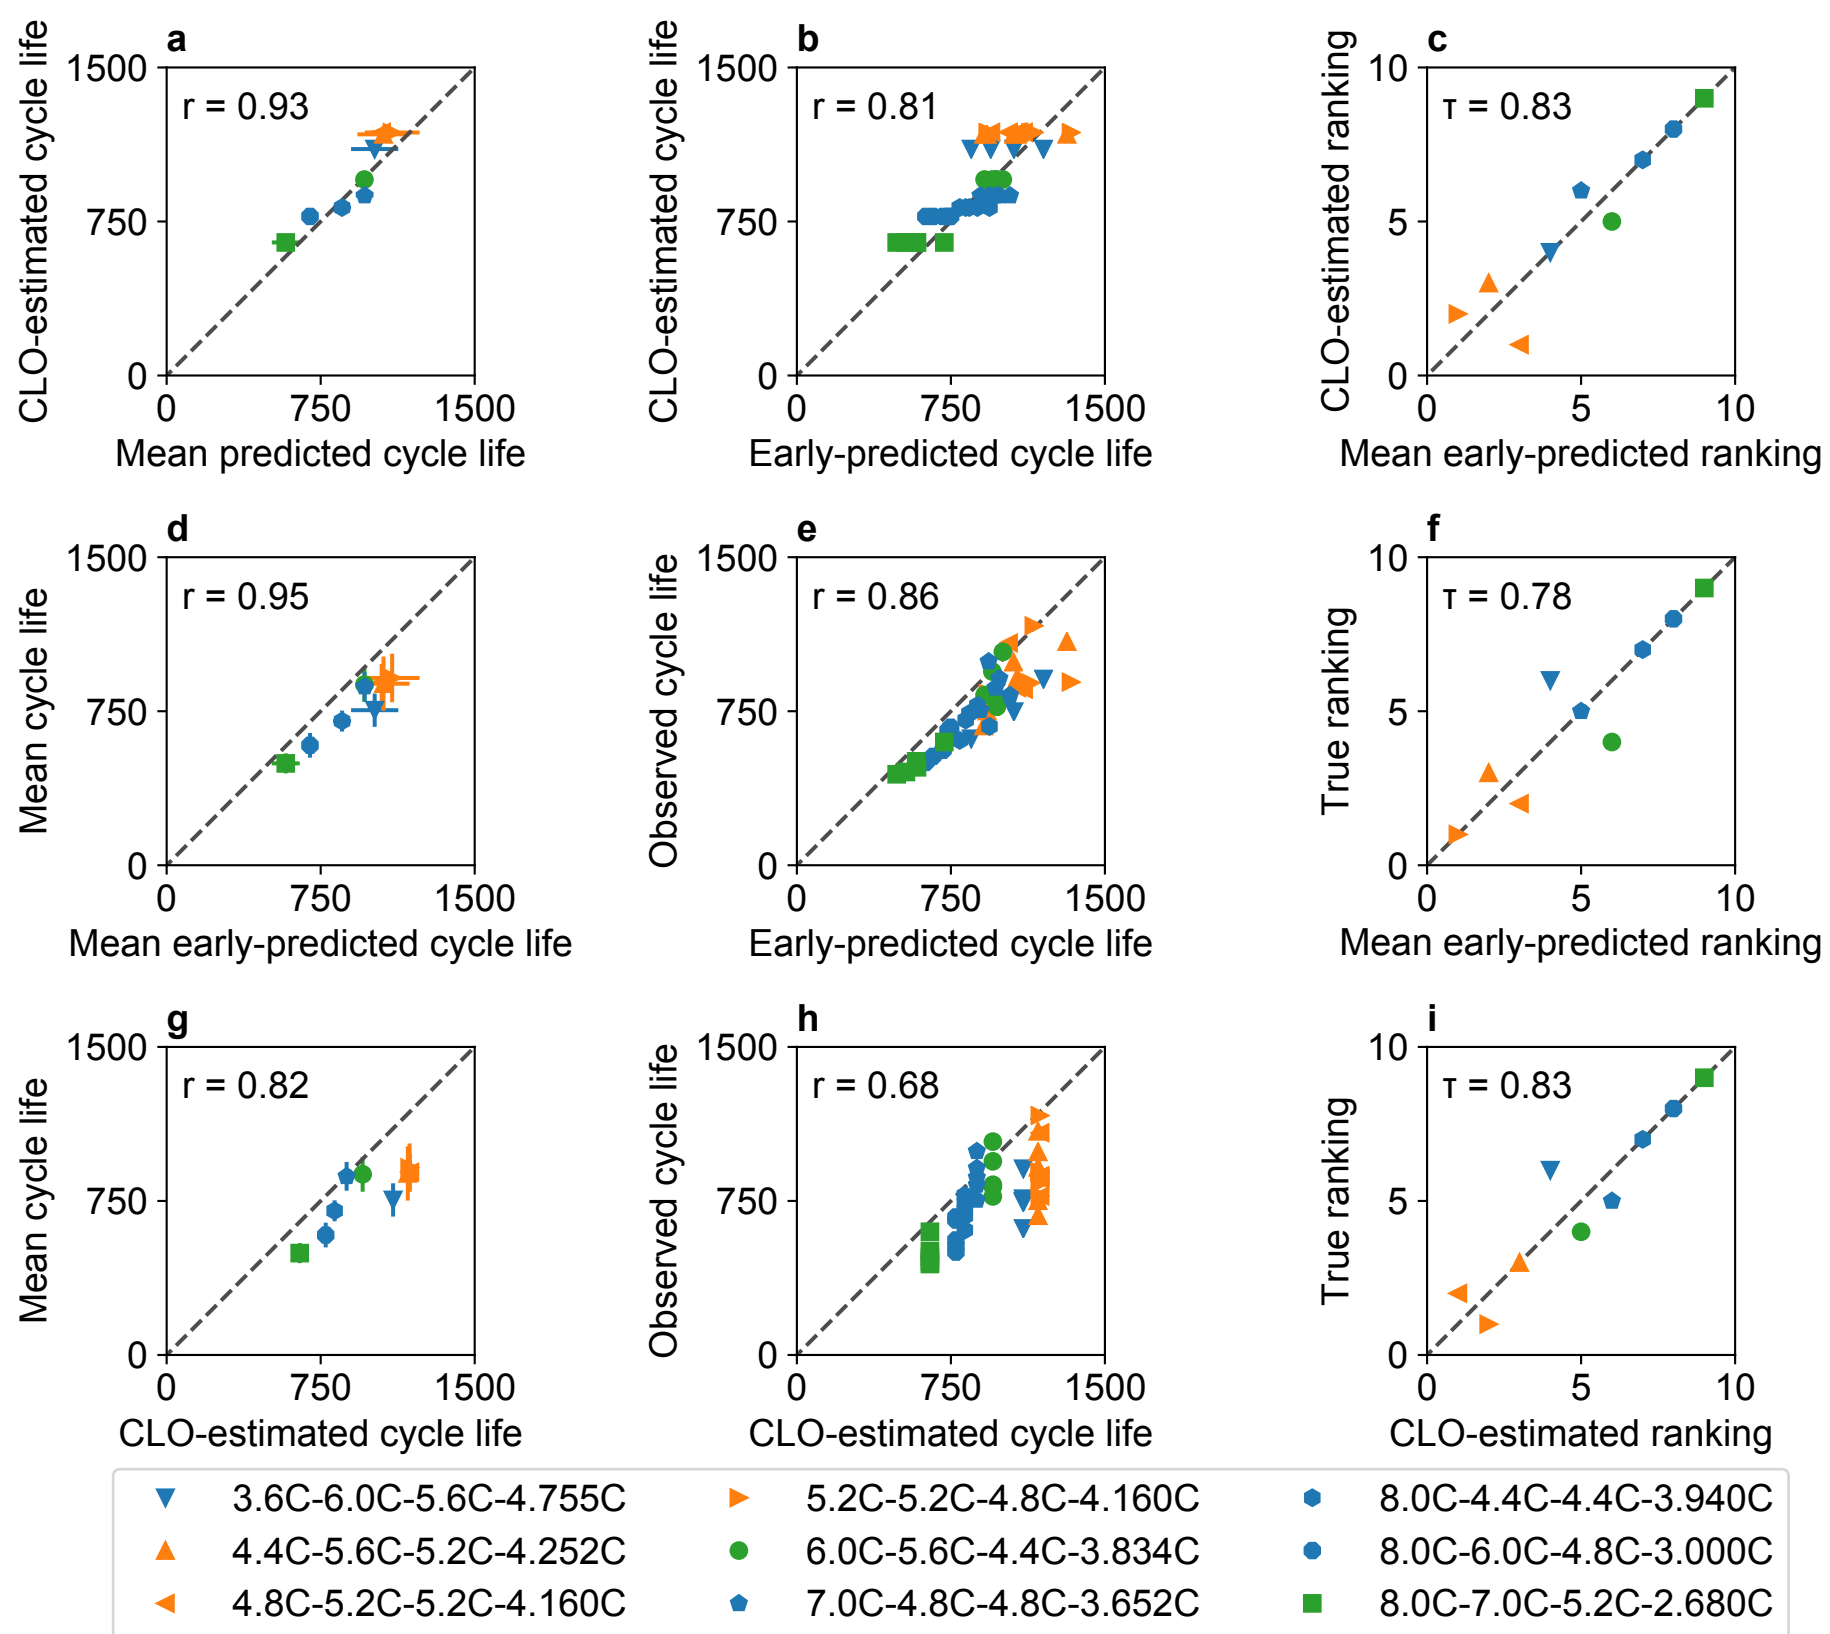 a
CLO-estimated cycle life
1500
750
0
r = 0.93
0 750 1500
Mean predicted cycle life
b
CLO-estimated cycle life
1500
750
0
r = 0.81
0 750 1500
Early-predicted cycle life
c
CLO-estimated ranking
10
5
0
τ = 0.83
0 5 10
Mean early-predicted ranking
d
Mean cycle life
1500
750
0
r = 0.95
0 750 1500
Mean early-predicted cycle life
e
Observed cycle life
1500
750
0
r = 0.86
0 750 1500
Early-predicted cycle life
f
True ranking
10
5
0
τ = 0.78
0 5 10
Mean early-predicted ranking
g
Mean cycle life
1500
750
0
r = 0.82
0 750 1500
CLO-estimated cycle life
h
Observed cycle life
1500
750
0
r = 0.68
0 750 1500
CLO-estimated cycle life
i
True ranking
10
5
0
τ = 0.83
0 5 10
CLO-estimated ranking
3.6C-6.0C-5.6C-4.755C
4.4C-5.6C-5.2C-4.252C
4.8C-5.2C-5.2C-4.160C
5.2C-5.2C-4.8C-4.160C
6.0C-5.6C-4.4C-3.834C
7.0C-4.8C-4.8C-3.652C
8.0C-4.4C-4.4C-3.940C
8.0C-6.0C-4.8C-3.000C
8.0C-7.0C-5.2C-2.680C